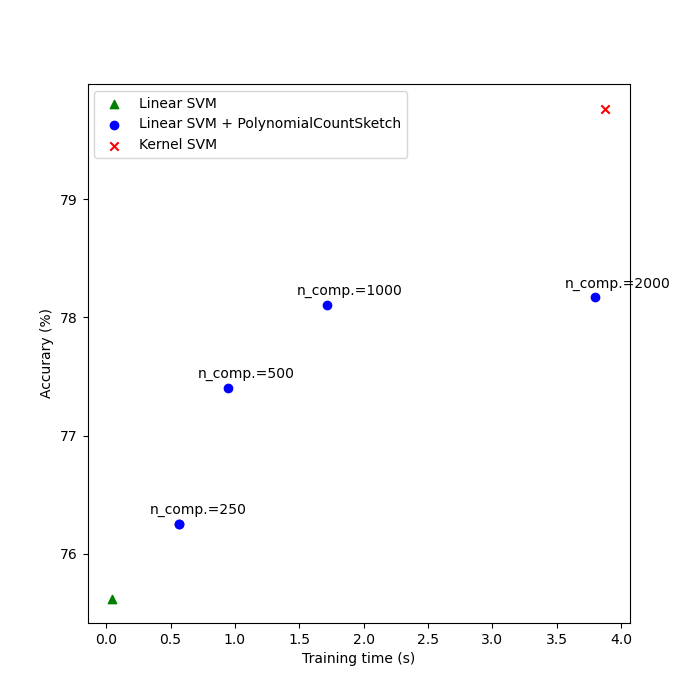 Linear SVM
Linear SVM + PolynomialCountSketch
Kernel SVM
79
n_comp.=2000
n_comp.=1000
78
Accurary (%)
n_comp.=500
77
n_comp.=250
76
0.0 0.5 1.0 1.5 2.0 2.5 3.0 3.5 4.0
Training time (s)